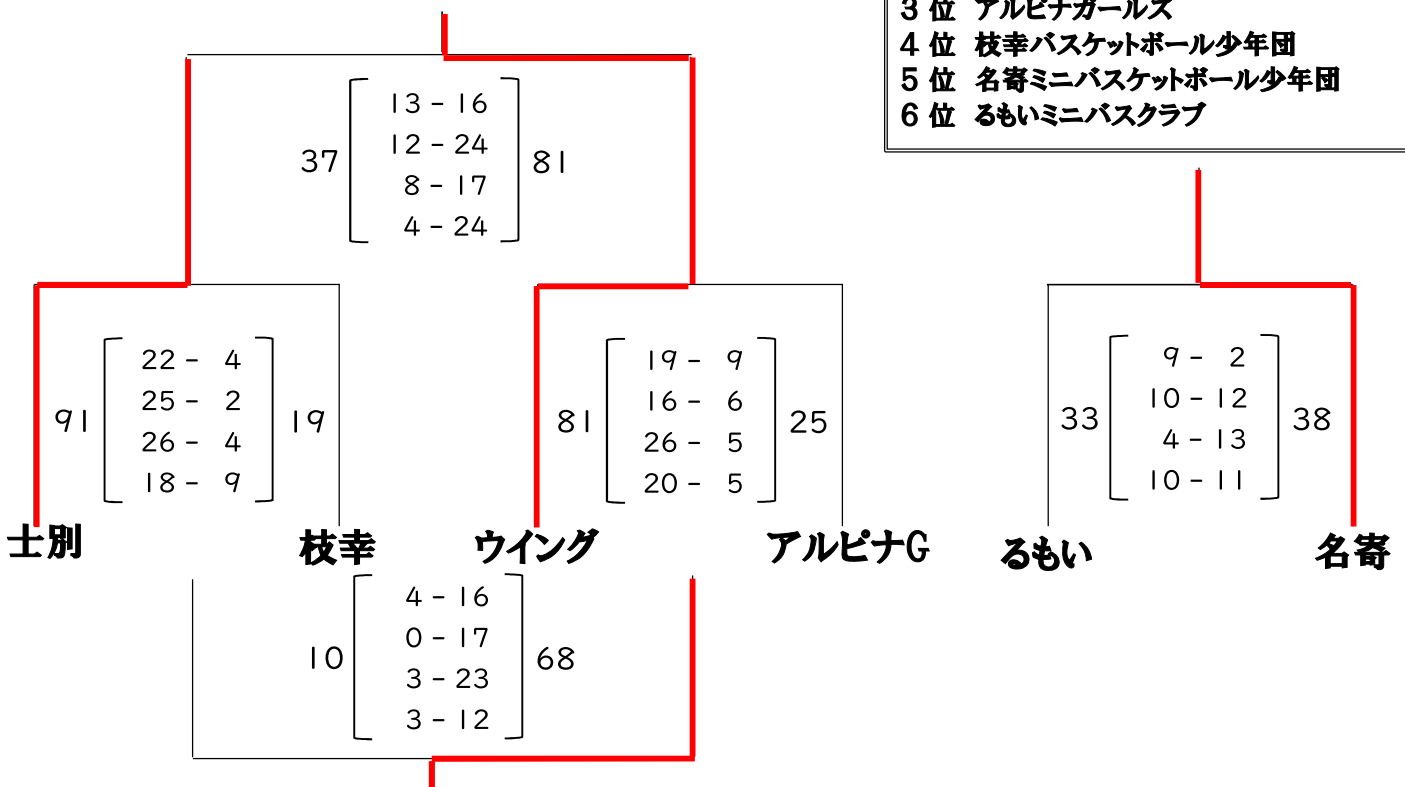 3 位 アルピナガールズ
4 位 枝幸バスケットボール少年団
5 位 名寄ミニバスケットボール少年団
6 位 るもいミニバスクラブ
37
13 - 16
12 - 24
8 - 17
4 - 24
81
91
22 - 4
25 - 2
26 - 4
18 - 9
19
81
19 - 9
16 - 6
26 - 5
20 - 5
25
33
9 - 2
10 - 12
4 - 13
10 - 11
38
士別 枝幸 ウイング アルピナG るもい 名寄
10
4 - 16
0 - 17
3 - 23
3 - 12
68